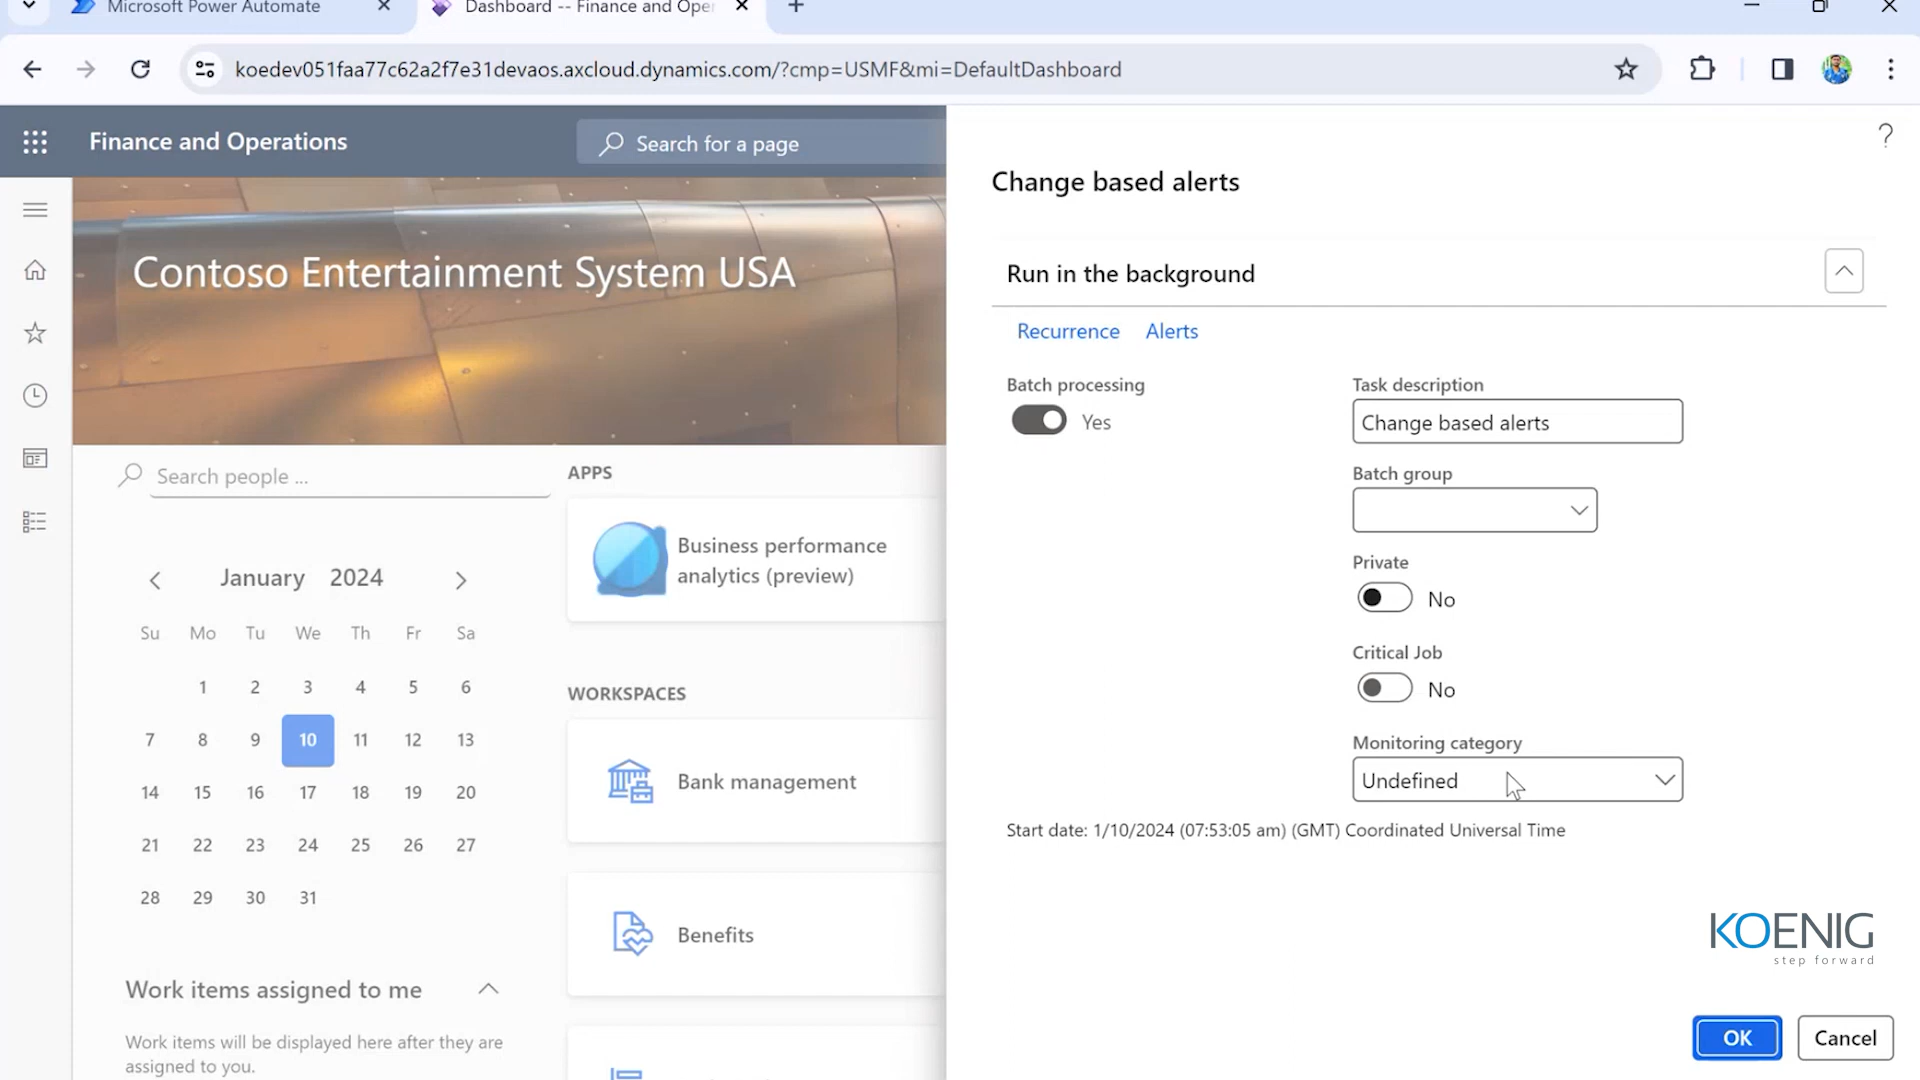 Microsoft Power Automate
Dashboard -- Finance and Oper
koedev051faa77c62a2f7e31devaos.axcloud.dynamics.com/?cmp=USMF&mi=DefaultDashboard
Finance and Operations
Search for a page
?
Change based alerts
Contoso Entertainment System USA
Run in the background
Recurrence Alerts
Batch processing
Yes
Task description
Change based alerts
Batch group
Private
No
Critical Job
No
Monitoring category
Undefined
Start date: 1/10/2024 (07:53:05 am) (GMT) Coordinated Universal Time
Search people ...
January 2024
Su Mo Tu We Th Fr Sa
1 2 3 4 5 6
7 8 9 10 11 12 13
14 15 16 17 18 19 20
21 22 23 24 25 26 27
28 29 30 31
Work items assigned to me
Work items will be displayed here after they are
assigned to you.
APPS
Business performance
analytics (preview)
WORKSPACES
Bank management
Benefits
KOENIG
step forward
OK Cancel